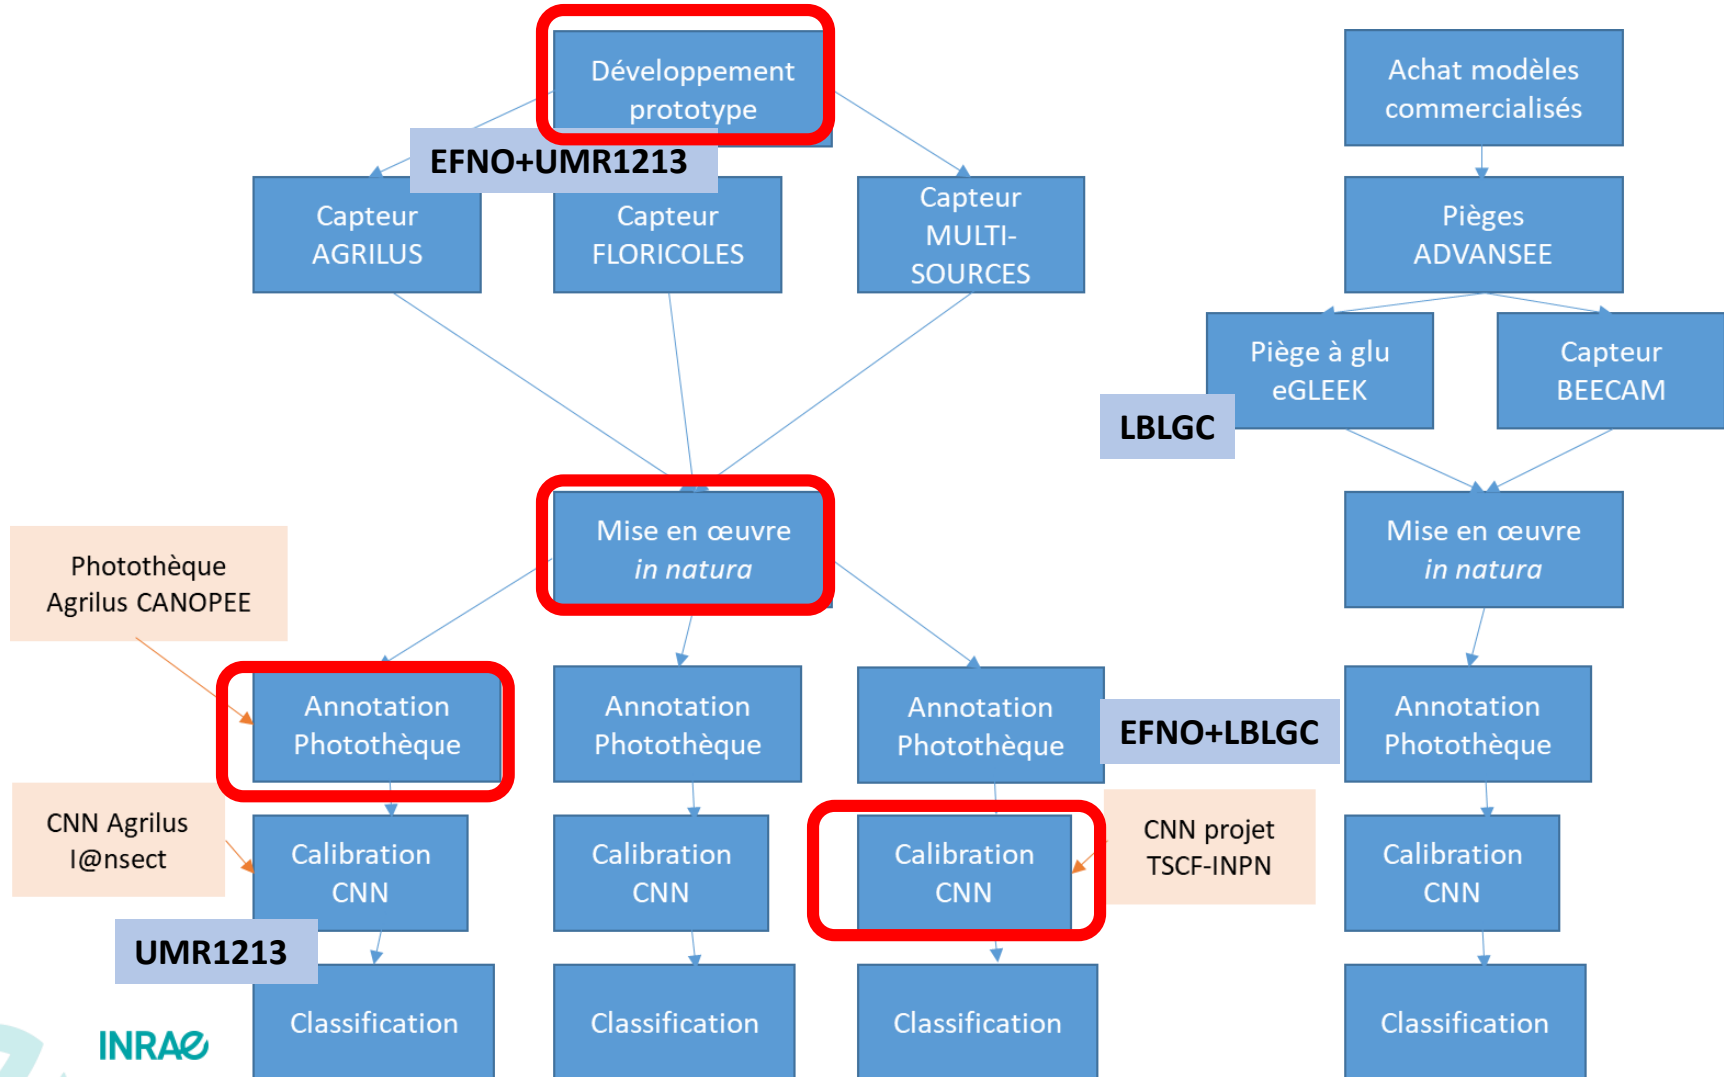 Développement
prototype
Achat modèles
commercialisés
EFNO+UMR1213
Capteur
AGRILUS
Capteur
FLORICOLES
Capteur
MULTI-
SOURCES
Pièges
ADVANSEE
Piège à glu
eGLEEK
Capteur
BEECAM
LBLGC
Mise en œuvre
in natura
Mise en œuvre
in natura
Photothèque
Agrilus CANOPEE
Annotation
Photothèque
Annotation
Photothèque
Annotation
Photothèque
EFNO+LBLGC
Annotation
Photothèque
CNN Agrilus
I@nsect
Calibration
CNN
Calibration
CNN
Calibration
CNN
CNN projet
TSCF-INPN
Calibration
CNN
UMR1213
Classification
Classification
Classification
Classification
INRAE